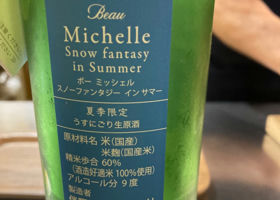 Beau
Michelle
Snow fantasy
in Summer
ボー ミッシェル
スノーファンタジー イン サマー
夏季限定
うすにごり生原酒
原材料名 米(国産)
米麹(国産米)
精米歩合 60%
(酒造好適米100%使用)
アルコール分 9度
製造者